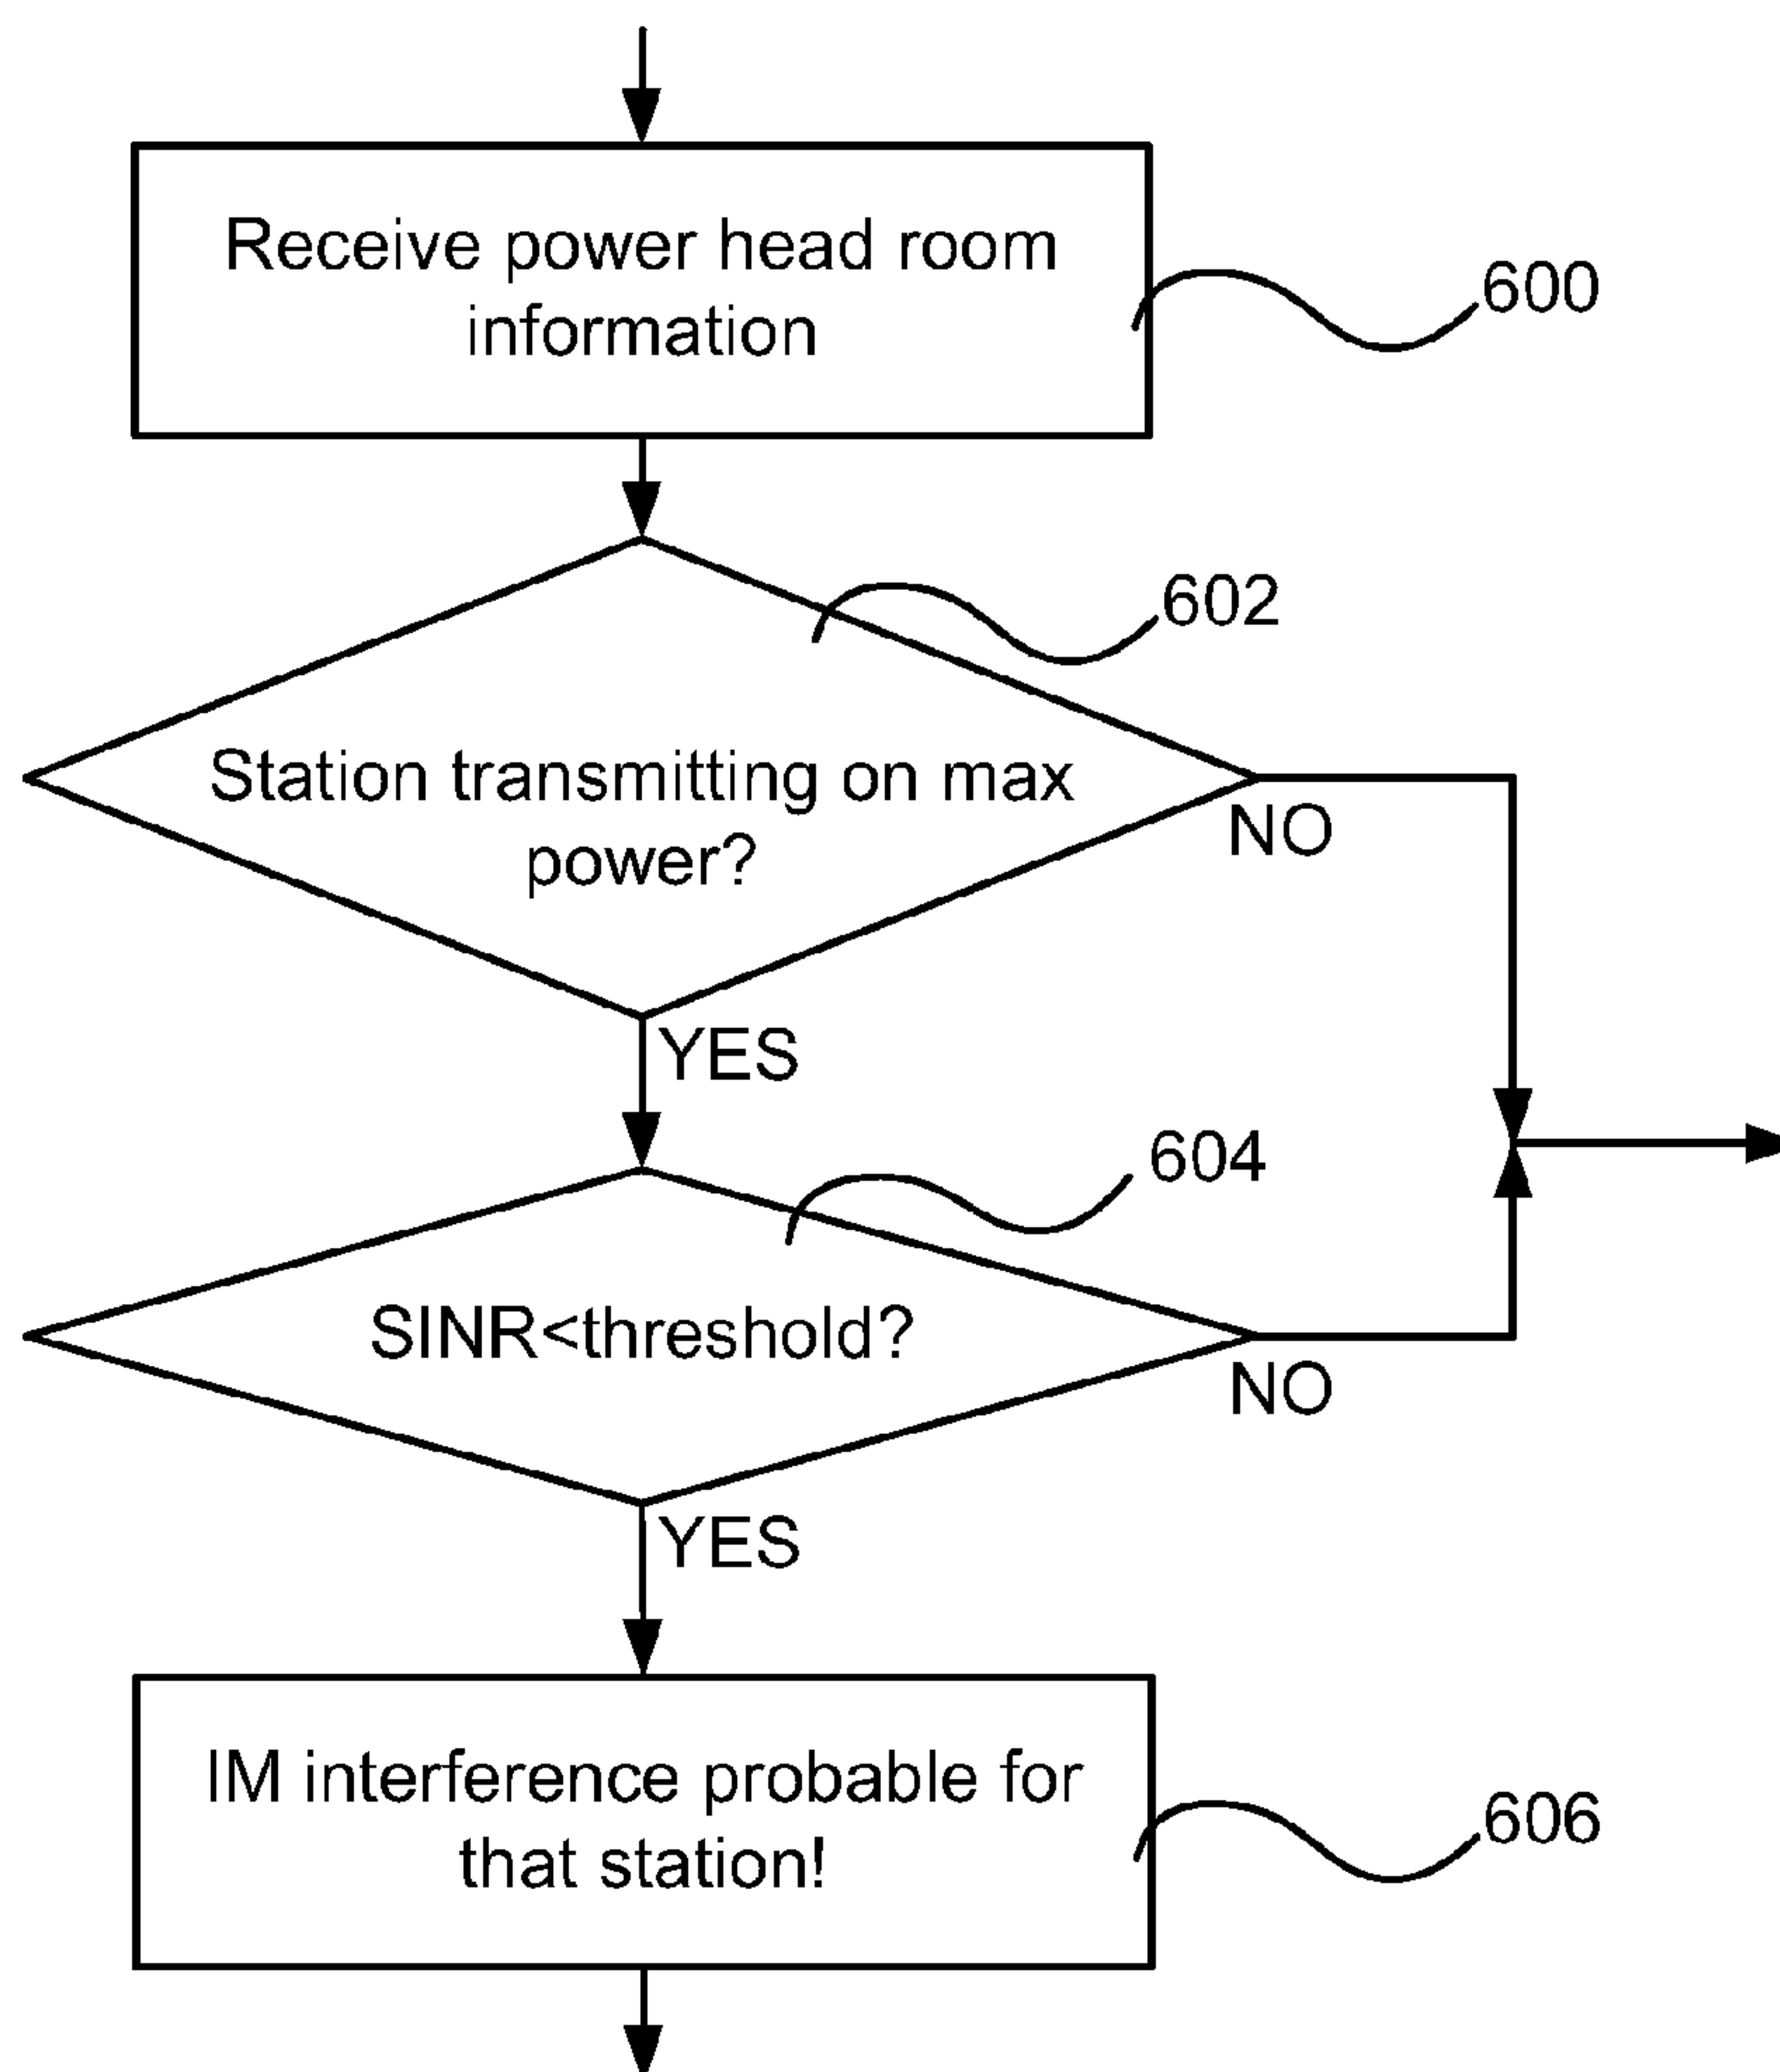 Receive power head room
information
600
602
Station transmitting on max
power?
NO
YES
604
SINR<threshold?
NO
YES
IM interference probable for
that station!
606